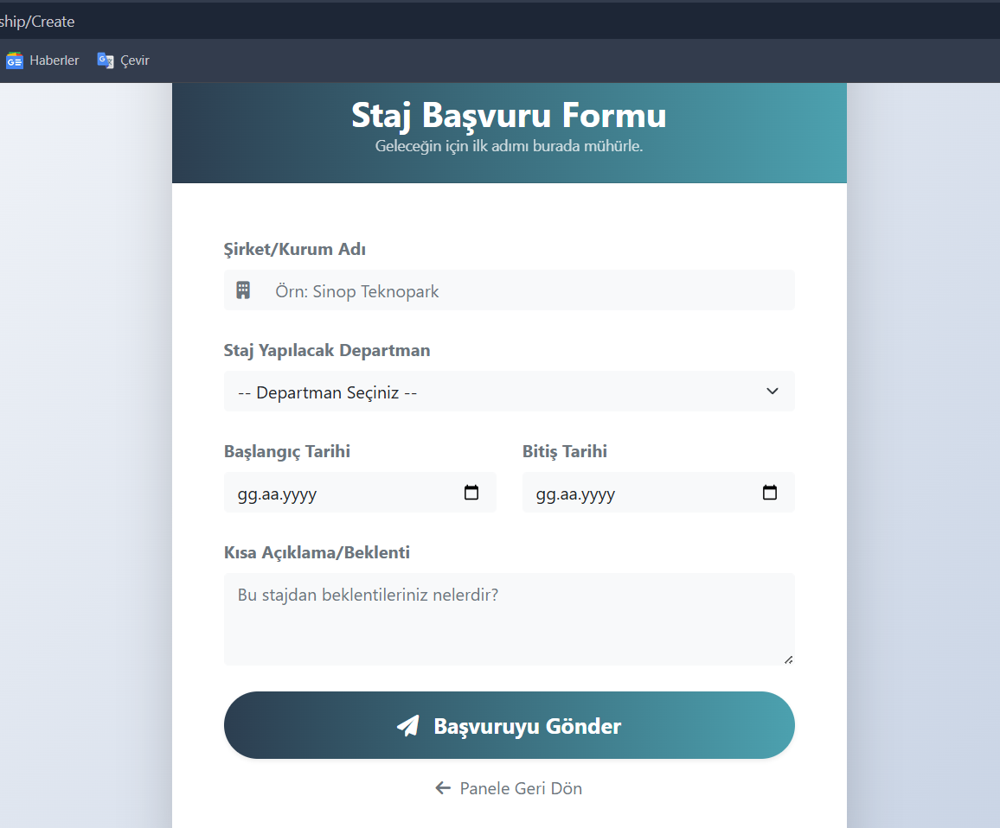 ship/Create
Haberler Çevir
Staj Başvuru Formu
Geleceğin için ilk adımı burada mühürle.
Şirket/Kurum Adı
Örn: Sinop Teknopark
Staj Yapılacak Departman
-- Departman Seçiniz --
Başlangıç Tarihi Bitiş Tarihi
gg.aa.yyyy gg.aa.yyyy
Kısa Açıklama/Beklenti
Bu stajdan beklentileriniz nelerdir?
Başvuruyu Gönder
Panele Geri Dön